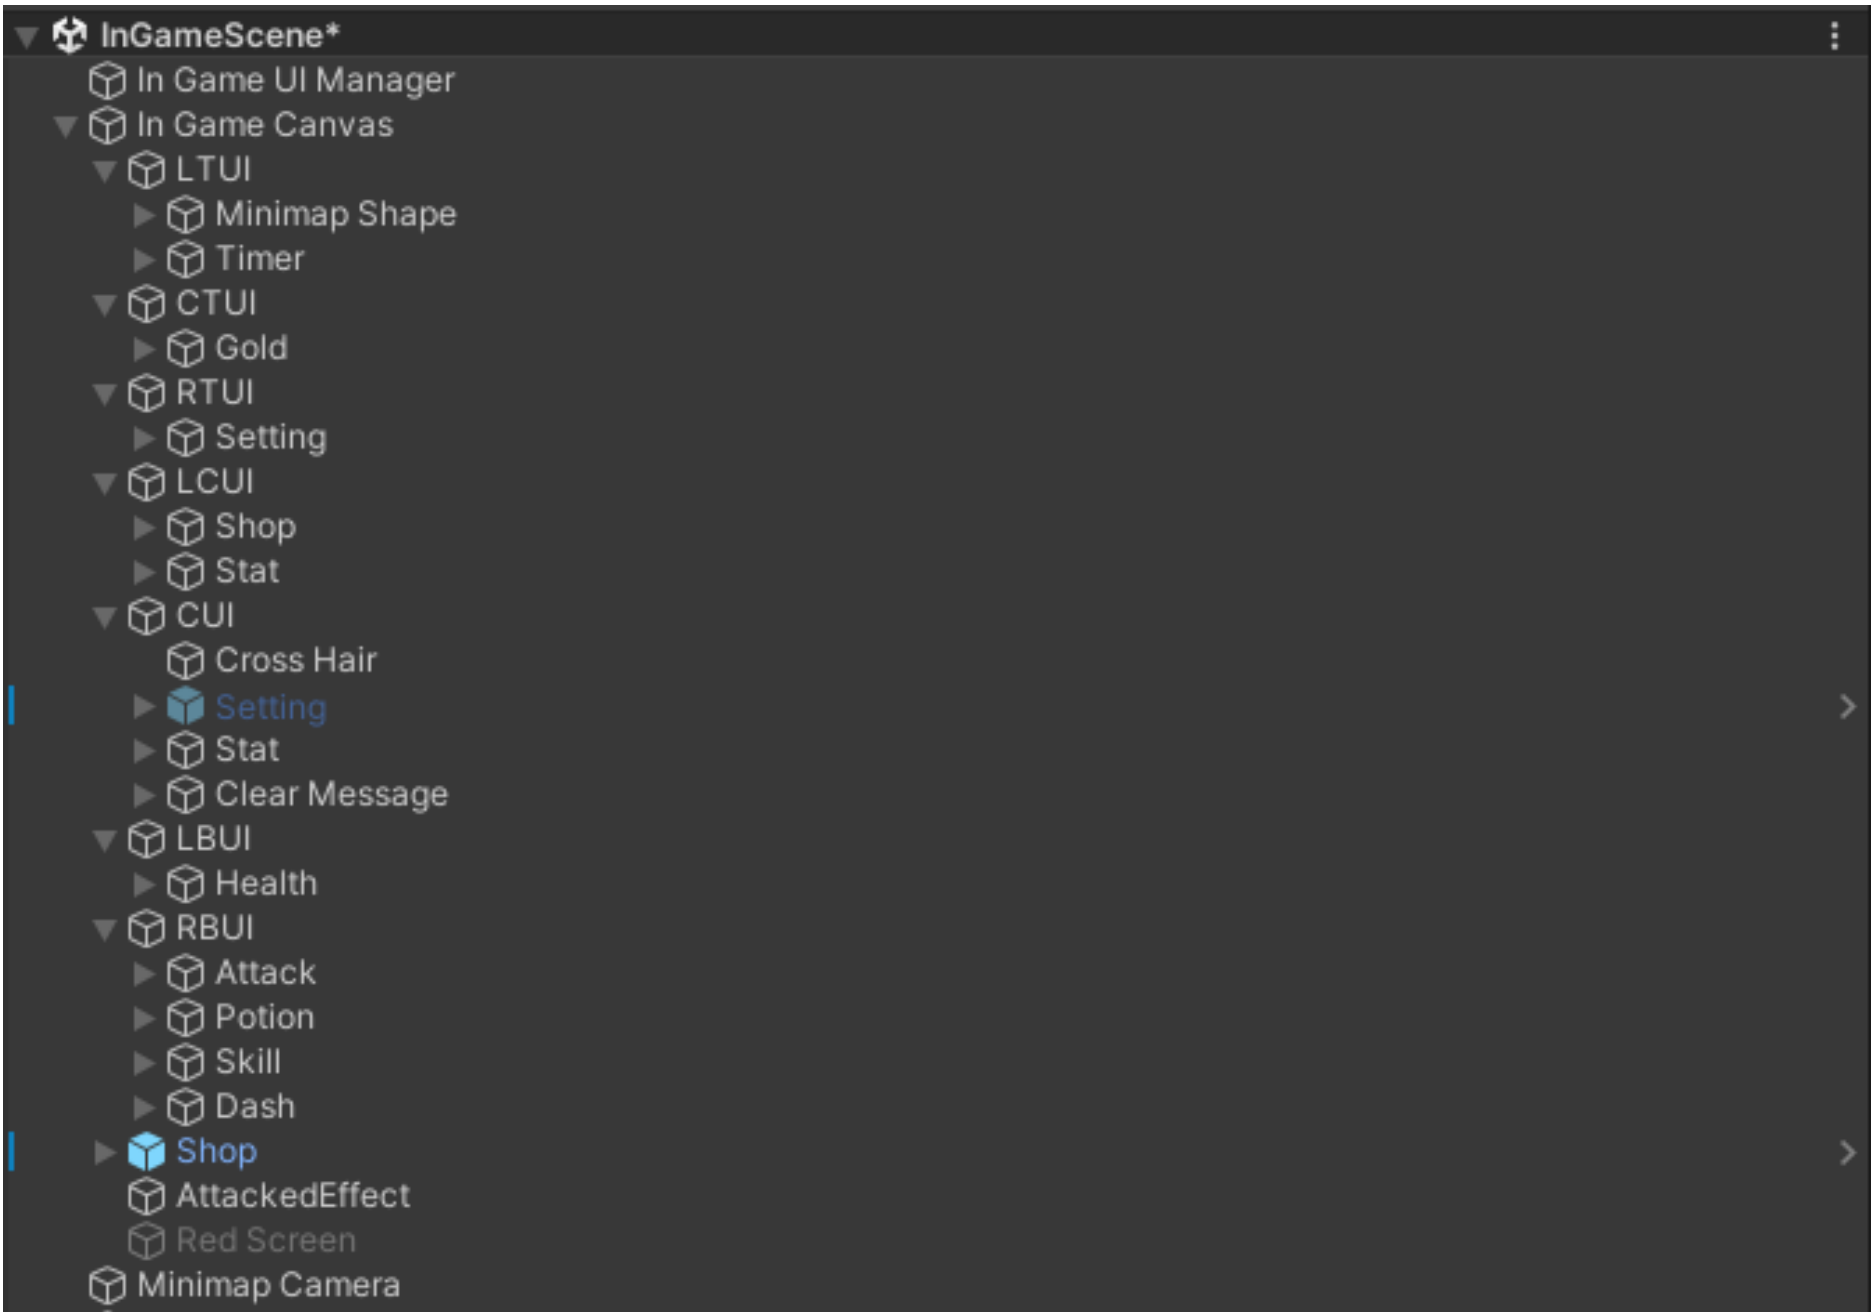 InGameScene*
In Game UI Manager
In Game Canvas
LTUI
Minimap Shape
Timer
CTUI
Gold
RTUI
Setting
LCUI
Shop
Stat
CUI
Cross Hair
Setting
Stat
Clear Message
LBUI
Health
RBUI
Attack
Potion
Skill
Dash
Shop
AttackedEffect
Red Screen
Minimap Camera